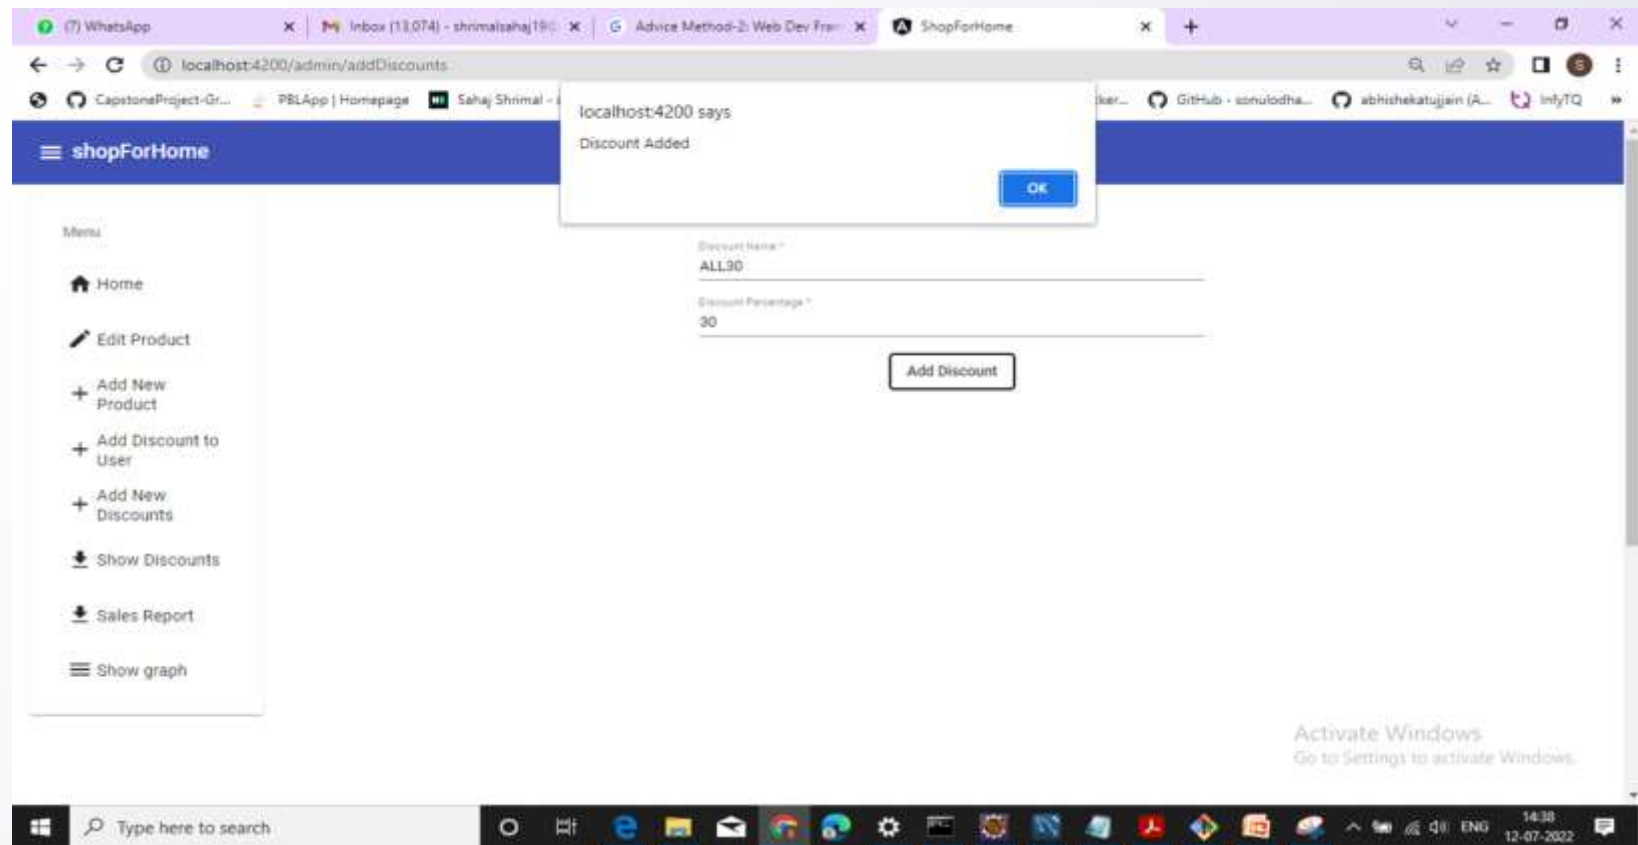 (7) WhatsApp
Inbox (13,074) - shrimalsahaj19
Advice Method-2: Web Dev Fra
ShopForHome
localhost:4200/admin/addDiscounts
CapstoneProject-Gr...
PBLApp | Homepage
Sahaj Shrimal -
GitHub - sonulodha...
abhishekatujjain (A...
InfyTQ
localhost:4200 says
Discount Added
OK
shopForHome
Menu
Home
Edit Product
Add New
Product
Add Discount to
User
Add New
Discounts
Show Discounts
Sales Report
Show graph
Discount Name *
ALL30
Discount Percentage *
30
Add Discount
Activate Windows
Go to Settings to activate Windows.
Type here to search
ENG
14:38
12-07-2022